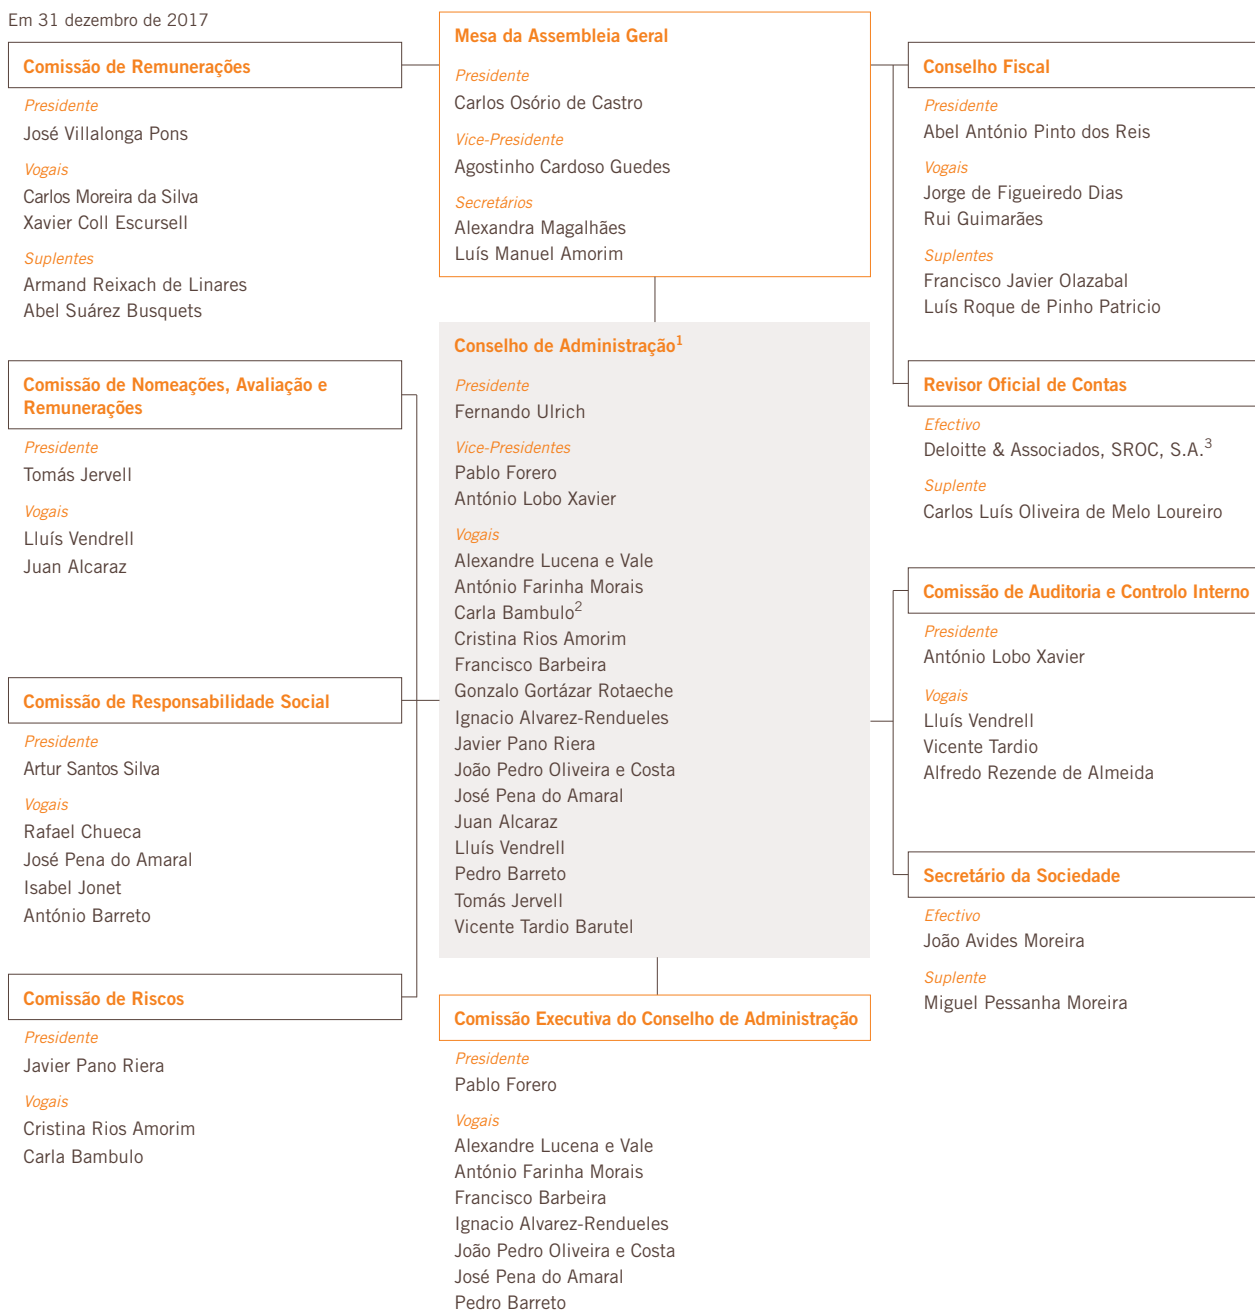 Em 31 dezembro de 2017
Comissão de Remunerações
Presidente
José Villalonga Pons
Vogais
Carlos Moreira da Silva
Xavier Coll Escursell
Suplentes
Armand Reixach de Linares
Abel Suárez Busquets
Comissão de Nomeações, Avaliação e
Remunerações
Presidente
Tomás Jervell
Vogais
Lluís Vendrell
Juan Alcaraz
Comissão de Responsabilidade Social
Presidente
Artur Santos Silva
Vogais
Rafael Chueca
José Pena do Amaral
Isabel Jonet
António Barreto
Comissão de Riscos
Presidente
Javier Pano Riera
Vogais
Cristina Rios Amorim
Carla Bambulo
Mesa da Assembleia Geral
Presidente
Carlos Osório de Castro
Vice-Presidente
Agostinho Cardoso Guedes
Secretários
Alexandra Magalhães
Luís Manuel Amorim
Conselho de Administração¹
Presidente
Fernando Ulrich
Vice-Presidentes
Pablo Forero
António Lobo Xavier
Vogais
Alexandre Lucena e Vale
António Farinha Morais
Carla Bambulo²
Cristina Rios Amorim
Francisco Barbeira
Gonzalo Gortázar Rotaeche
Ignacio Alvarez-Rendueles
Javier Pano Riera
João Pedro Oliveira e Costa
José Pena do Amaral
Juan Alcaraz
Lluís Vendrell
Pedro Barreto
Tomás Jervell
Vicente Tardio Barutel
Comissão Executiva do Conselho de Administração
Presidente
Pablo Forero
Vogais
Alexandre Lucena e Vale
António Farinha Morais
Francisco Barbeira
Ignacio Alvarez-Rendueles
João Pedro Oliveira e Costa
José Pena do Amaral
Pedro Barreto
Conselho Fiscal
Presidente
Abel António Pinto dos Reis
Vogais
Jorge de Figueiredo Dias
Rui Guimarães
Suplentes
Francisco Javier Olazabal
Luís Roque de Pinho Patricio
Revisor Oficial de Contas
Efectivo
Deloitte & Associados, SROC, S.A.³
Suplente
Carlos Luís Oliveira de Melo Loureiro
Comissão de Auditoria e Controlo Interno
Presidente
António Lobo Xavier
Vogais
Lluís Vendrell
Vicente Tardio
Alfredo Rezende de Almeida
Secretário da Sociedade
Efectivo
João Avides Moreira
Suplente
Miguel Pessanha Moreira